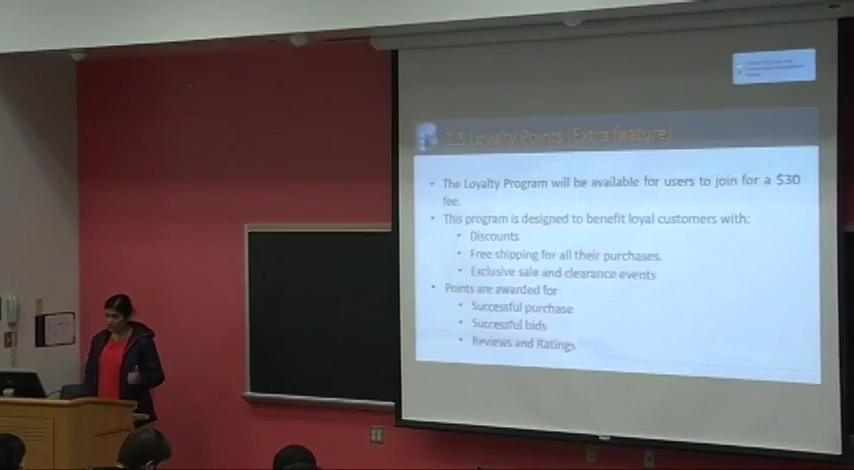 2.5 Loyalty Points (Extra feature)
• The Loyalty Program will be available for users to join for a $30
fee.
• This program is designed to benefit loyal customers with:
• Discounts
• Free shipping for all their purchases.
• Exclusive sale and clearance events
• Points are awarded for
• Successful purchase
• Successful bids
• Reviews and Ratings